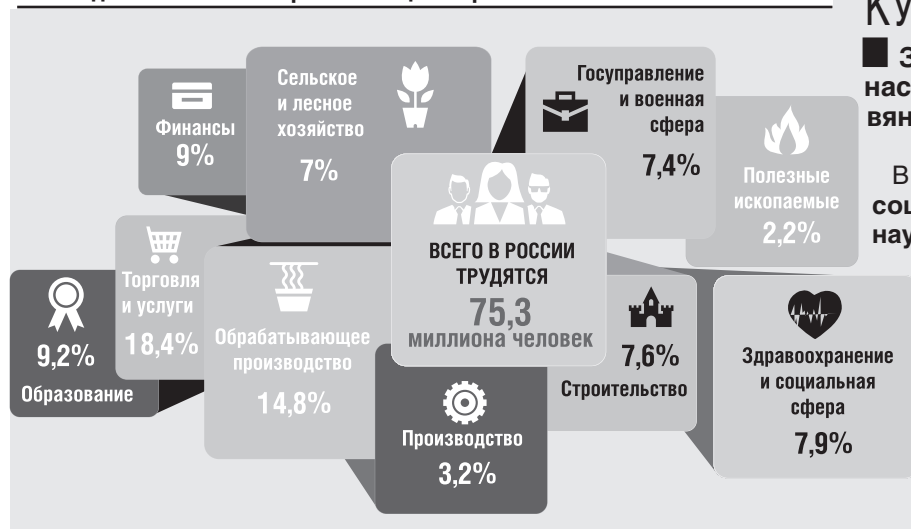 Финансы
9%
Сельское
и лесное
хозяйство
7%
Госуправление
и военная
сфера
7,4%
Полезные
ископаемые
2,2%
ВСЕГО В РОССИИ
ТРУДЯТСЯ
75,3
миллиона человек
9,2%
Образование
Торговля
и услуги
18,4%
Обрабатывающее
производство
14,8%
Производство
3,2%
7,6%
Строительство
Здравоохранение
и социальная
сфера
7,9%